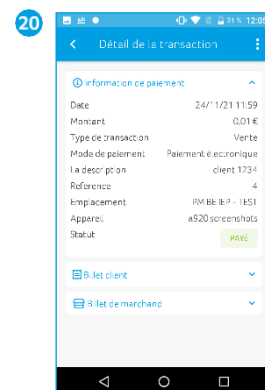 20
31 % 12:05
Détail de la transaction
information de paiement
Date 24/11/21 11:59
Montant 0,01 €
Type de transaction Vente
Mode de paiement Paiement électronique
La description client 1234
Reference 4
Emplacement PM BE IEP - TEST
Appareil a920 screenshots
Statut PAYÉ
Billet client
Billet de marchand